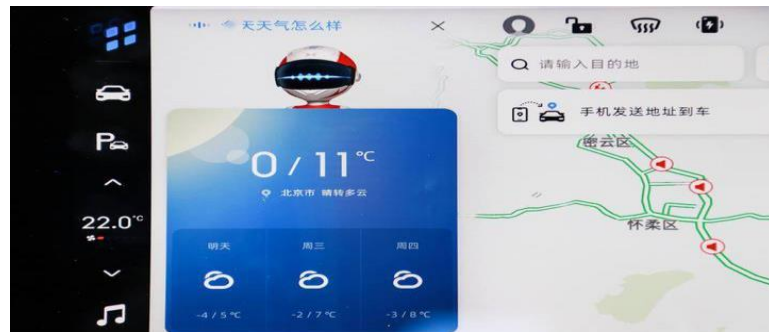 天天气怎么样
请输入目的地
手机发送地址到车
密云区
怀柔区
P
22.0°C
0/11°C
北京市 晴转多云
明天 周三 周四
-4/5°C -2/7°C -3/8°C